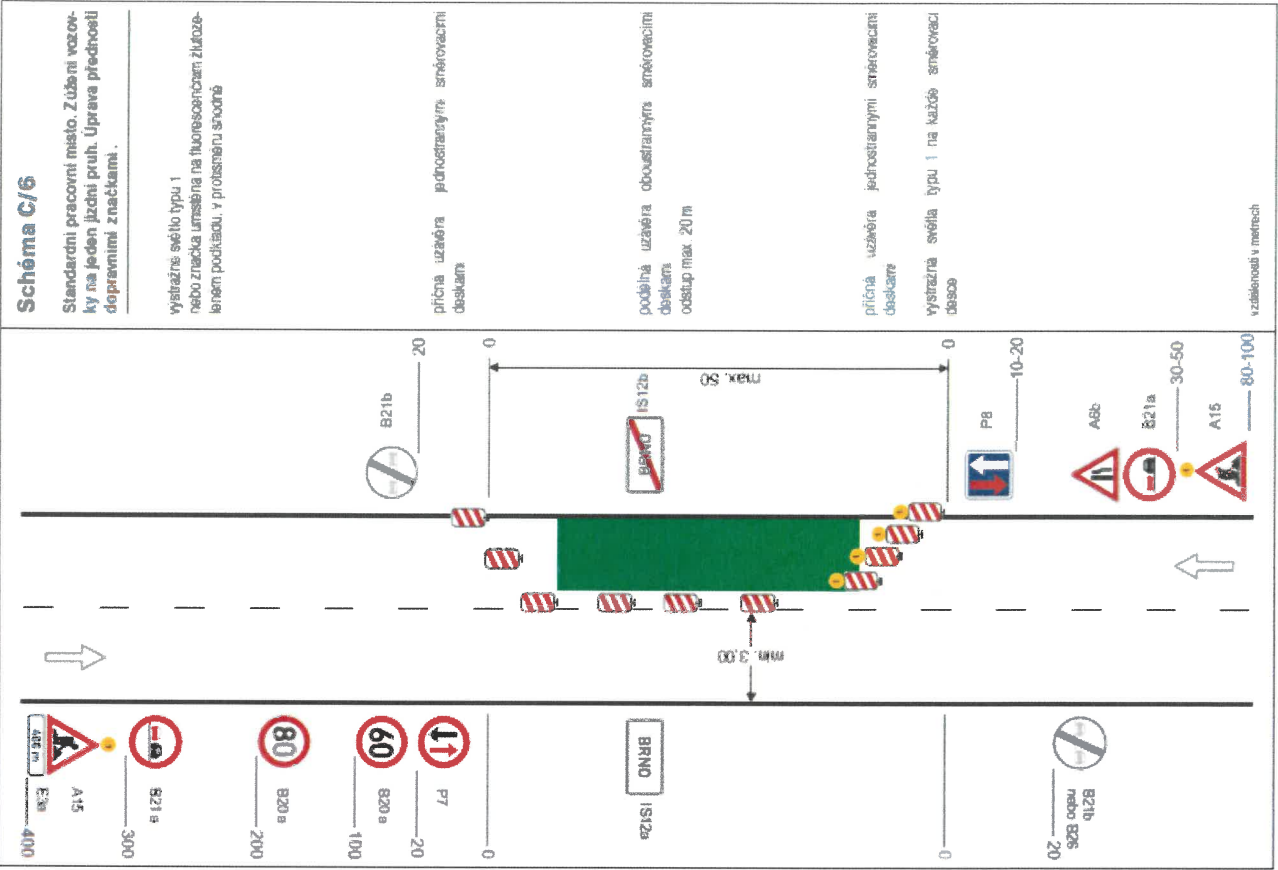 Schéma C/6
Standardní pracovní místo. Zúžení vozov-
ky na jeden jízdní pruh. Úprava přednosti
dopravními značkami.
výstražné světlo typu 1
nebo značka umístěna na fluorescenčním žlutoze-
leném podkladu, v protisměru shodně
příčná uzávěra jednostrannými směrovacími
deskami
podélná uzávěra oboustrannými směrovacími
deskami
odstup max. 20 m
příčná uzávěra jednostrannými směrovacími
deskami
výstražná světla typu 1 na každé směrovací
desce
vzdálenosti v metrech
B21b
20
0
max. 50
IS12b
BRNO
0
P8
10-20
A6b
B21a
30-50
A15
80-100
min. 3,00
400 m
E3a
A15
400
B21a
300
80
B20a
200
60
B20a
100
P7
20
0
BRNO
IS12a
0
B21b
nebo B26
20